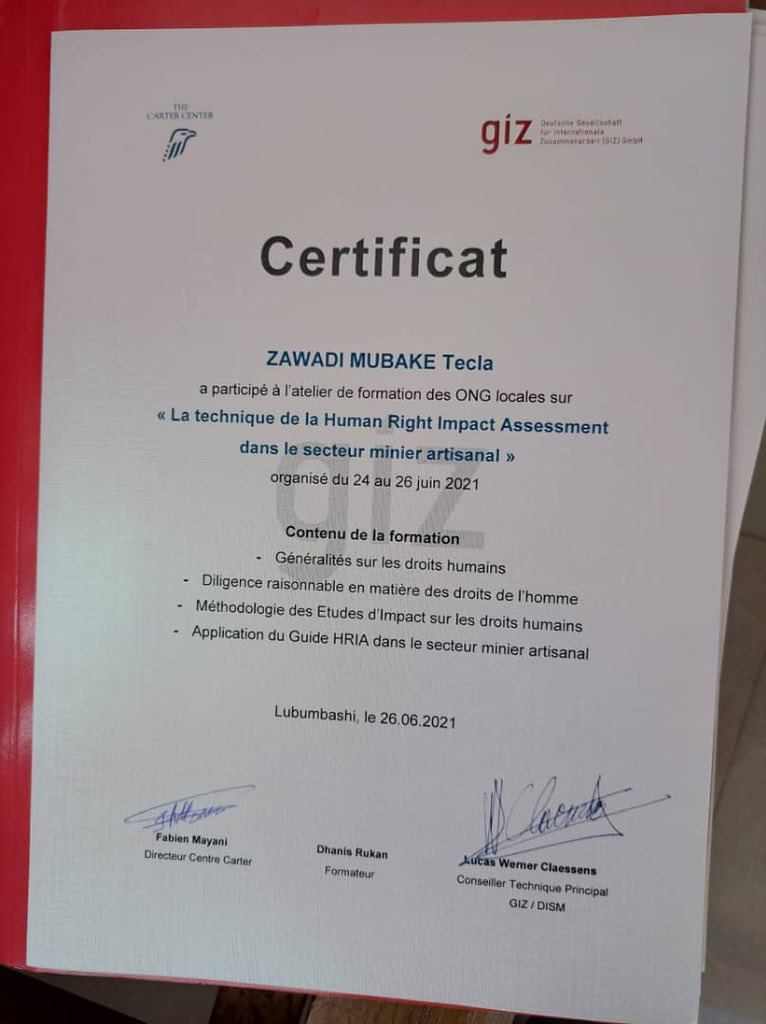 THE
CARTER CENTER
giz
Deutsche Gesellschaft
für Internationale
Zusammenarbeit (GIZ) GmbH
Certificat
ZAWADI MUBAKE Tecla
a participé à l'atelier de formation des ONG locales sur
« La technique de la Human Right Impact Assessment
dans le secteur minier artisanal »
organisé du 24 au 26 juin 2021
giz
Contenu de la formation
- Généralités sur les droits humains
- Diligence raisonnable en matière des droits de l'homme
- Méthodologie des Etudes d'Impact sur les droits humains
- Application du Guide HRIA dans le secteur minier artisanal
Lubumbashi, le 26.06.2021
Fabien Mayani
Directeur Centre Carter
Dhanis Rukan
Formateur
Lucas Werner Claessens
Conseiller Technique Principal
GIZ / DISM